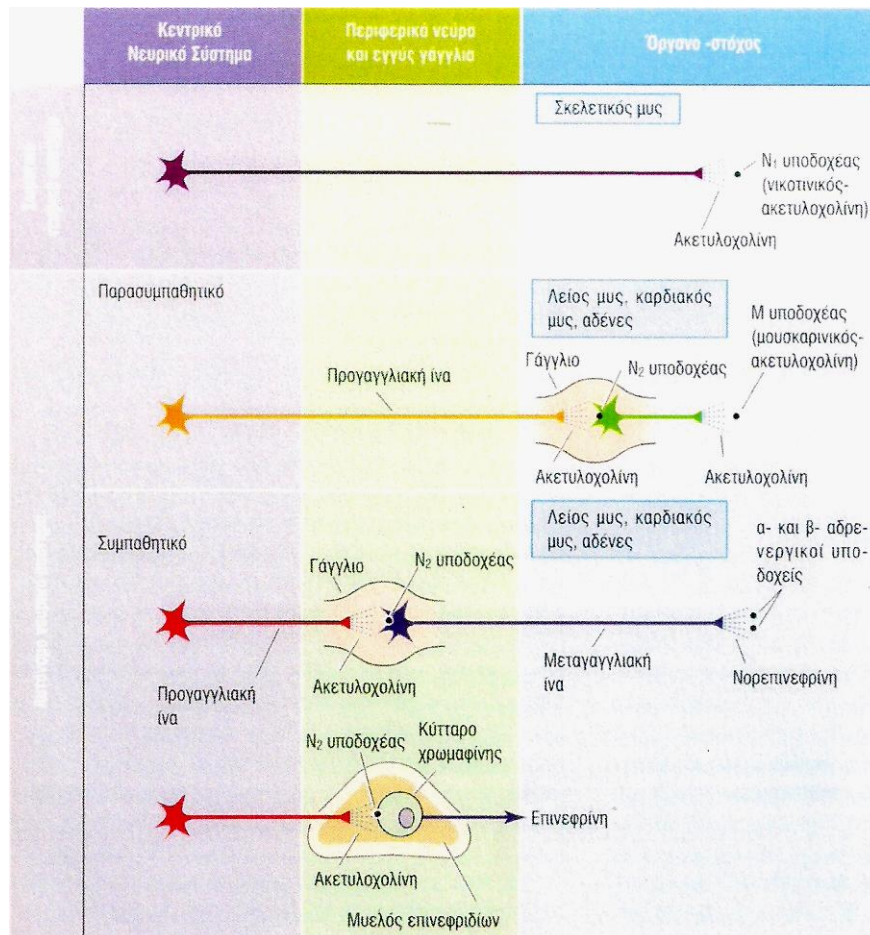 Κεντρικό
Νευρικό Σύστημα
Περιφερικά νεύρα
και εγγύς γάγγλια
Όργανο -στόχος
Σκελετικός μυς
N₁ υποδοχέας
(νικοτινικός-
ακετυλοχολίνη)
Ακετυλοχολίνη
Παρασυμπαθητικό
Λείος μυς, καρδιακός
μυς, αδένες
M υποδοχέας
(μουσκαρινικός-
ακετυλοχολίνη)
Προγαγγλιακή ίνα
Γάγγλιο
N₂ υποδοχέας
Ακετυλοχολίνη
Ακετυλοχολίνη
Συμπαθητικό
Λείος μυς, καρδιακός
μυς, αδένες
α- και β- αδρε-
νεργικοί υπο-
δοχείς
Γάγγλιο
N₂ υποδοχέας
Προγαγγλιακή
ίνα
Ακετυλοχολίνη
Μεταγαγγλιακή
ίνα
Νορεπινεφρίνη
N₂ υποδοχέας
Κύτταρο
χρωμαφίνης
Επινεφρίνη
Ακετυλοχολίνη
Μυελός επινεφριδίων